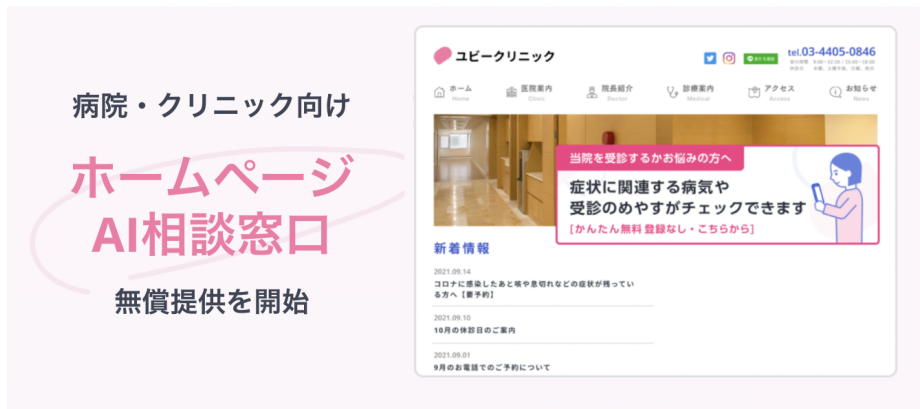 病院・クリニック向け
ホームページ
AI相談窓口
無償提供を開始
ユビークリニック
tel.03-4405-0846
ホーム
Home
医院案内
Clinic
院長紹介
Doctor
診療案内
Medical
アクセス
Access
お知らせ
News
当院を受診するかお悩みの方へ
症状に関連する病気や
受診のめやすがチェックできます
[かんたん無料 登録なし・こちらから]
新着情報
2021.09.14
コロナに感染したあと咳や息切れなどの症状が残ってい
る方へ【要予約】
2021.09.10
10月の休診日のご案内
2021.09.01
9月のお電話でのご予約について